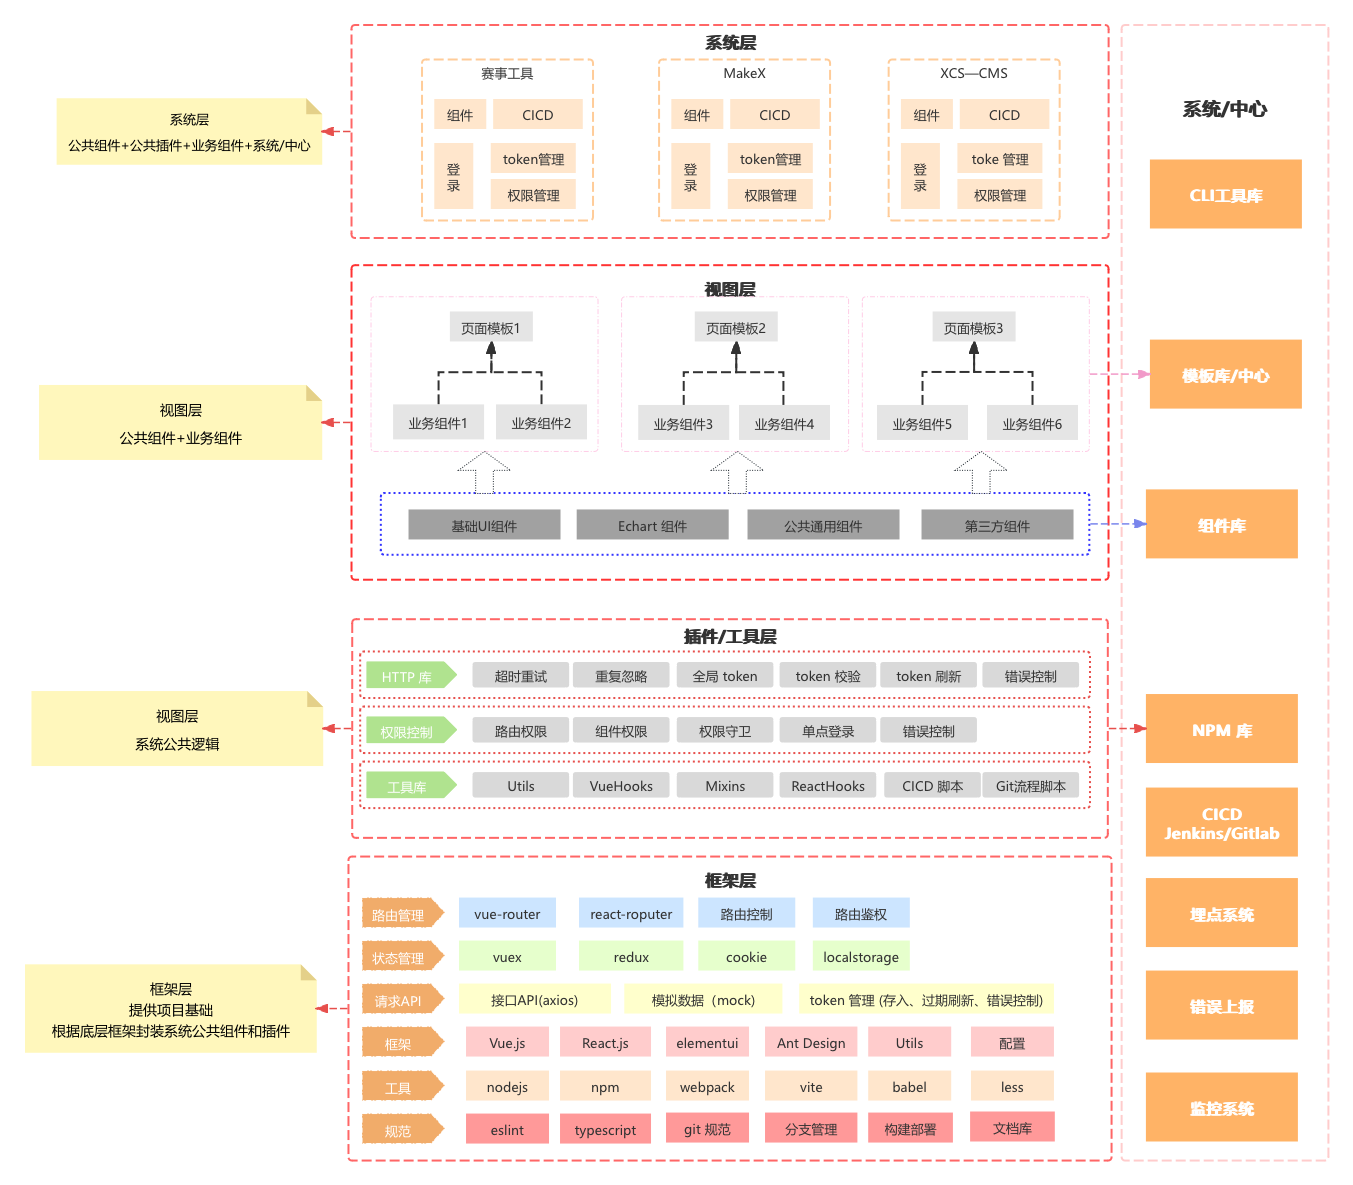 系统层
公共组件+公共插件+业务组件+系统/中心
系统层
赛事工具
组件
CICD
登录
token管理
权限管理
MakeX
组件
CICD
登录
token管理
权限管理
XCS—CMS
组件
CICD
登录
toke 管理
权限管理
视图层
公共组件+业务组件
视图层
页面模板1
业务组件1
业务组件2
页面模板2
业务组件3
业务组件4
页面模板3
业务组件5
业务组件6
基础UI组件
Echart 组件
公共通用组件
第三方组件
视图层
系统公共逻辑
插件/工具层
HTTP 库
超时重试
重复忽略
全局 token
token 校验
token 刷新
错误控制
权限控制
路由权限
组件权限
权限守卫
单点登录
错误控制
工具库
Utils
VueHooks
Mixins
ReactHooks
CICD 脚本
Git流程脚本
框架层
提供项目基础
根据底层框架封装系统公共组件和插件
框架层
路由管理
vue-router
react-roputer
路由控制
路由鉴权
状态管理
vuex
redux
cookie
localstorage
请求API
接口API(axios)
模拟数据（mock)
token 管理 (存入、过期刷新、错误控制)
框架
Vue.js
React.js
elementui
Ant Design
Utils
配置
工具
nodejs
npm
webpack
vite
babel
less
规范
eslint
typescript
git 规范
分支管理
构建部署
文档库
系统/中心
CLI工具库
模板库/中心
组件库
NPM 库
CICD
Jenkins/Gitlab
埋点系统
错误上报
监控系统